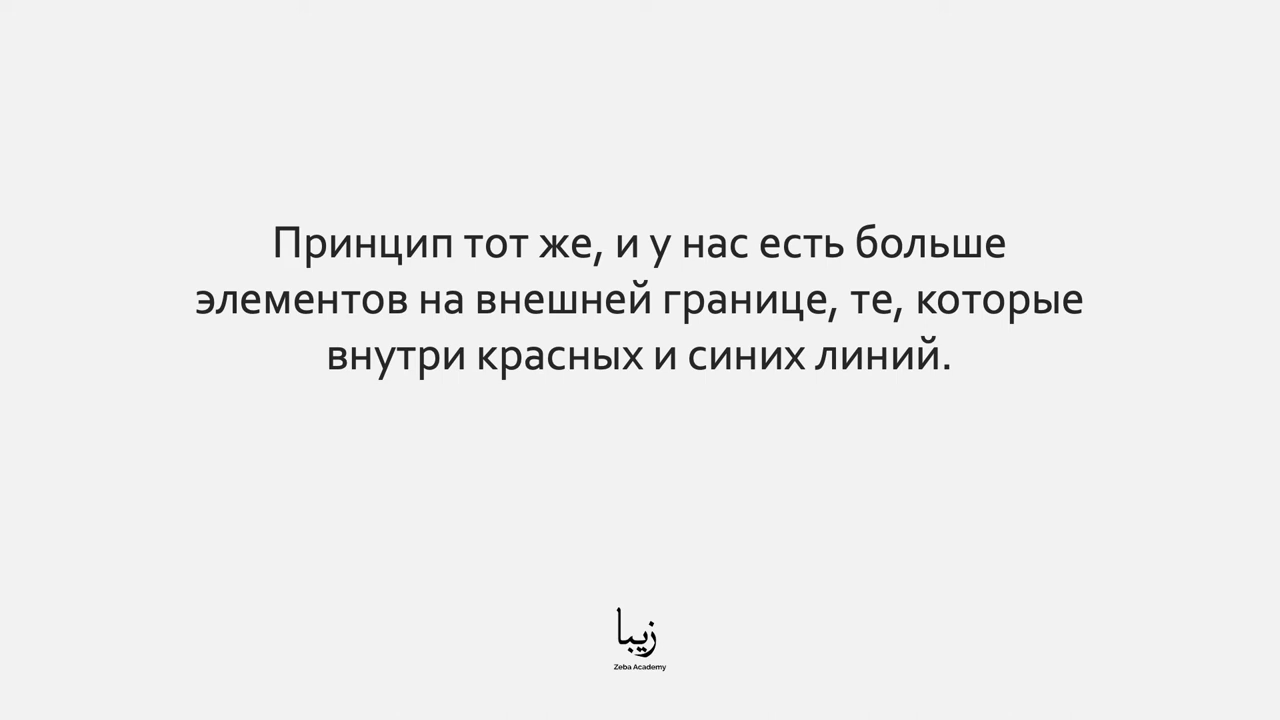 Принцип тот же, и у нас есть больше
элементов на внешней границе, те, которые
внутри красных и синих линий.
زيبا
Zeba Academy